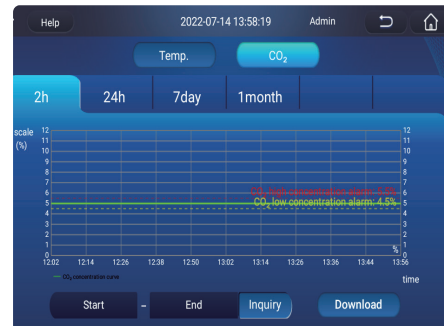 Help 2022-07-14 13:58:19 Admin
Temp. CO₂
2h 24h 7day 1month
scale
(%)
12 12
11 11
10 10
9 9
8 8
7 7
6 6
5 5
4 4
3 3
2 2
1 1
0 0
CO₂ low concentration alarm: 4.5%
%
12:02 12:14 12:26 12:38 12:50 13:02 13:14 13:26 13:36 13:44 13:56
CO₂ concentration curve
time
Start - End Inquiry Download